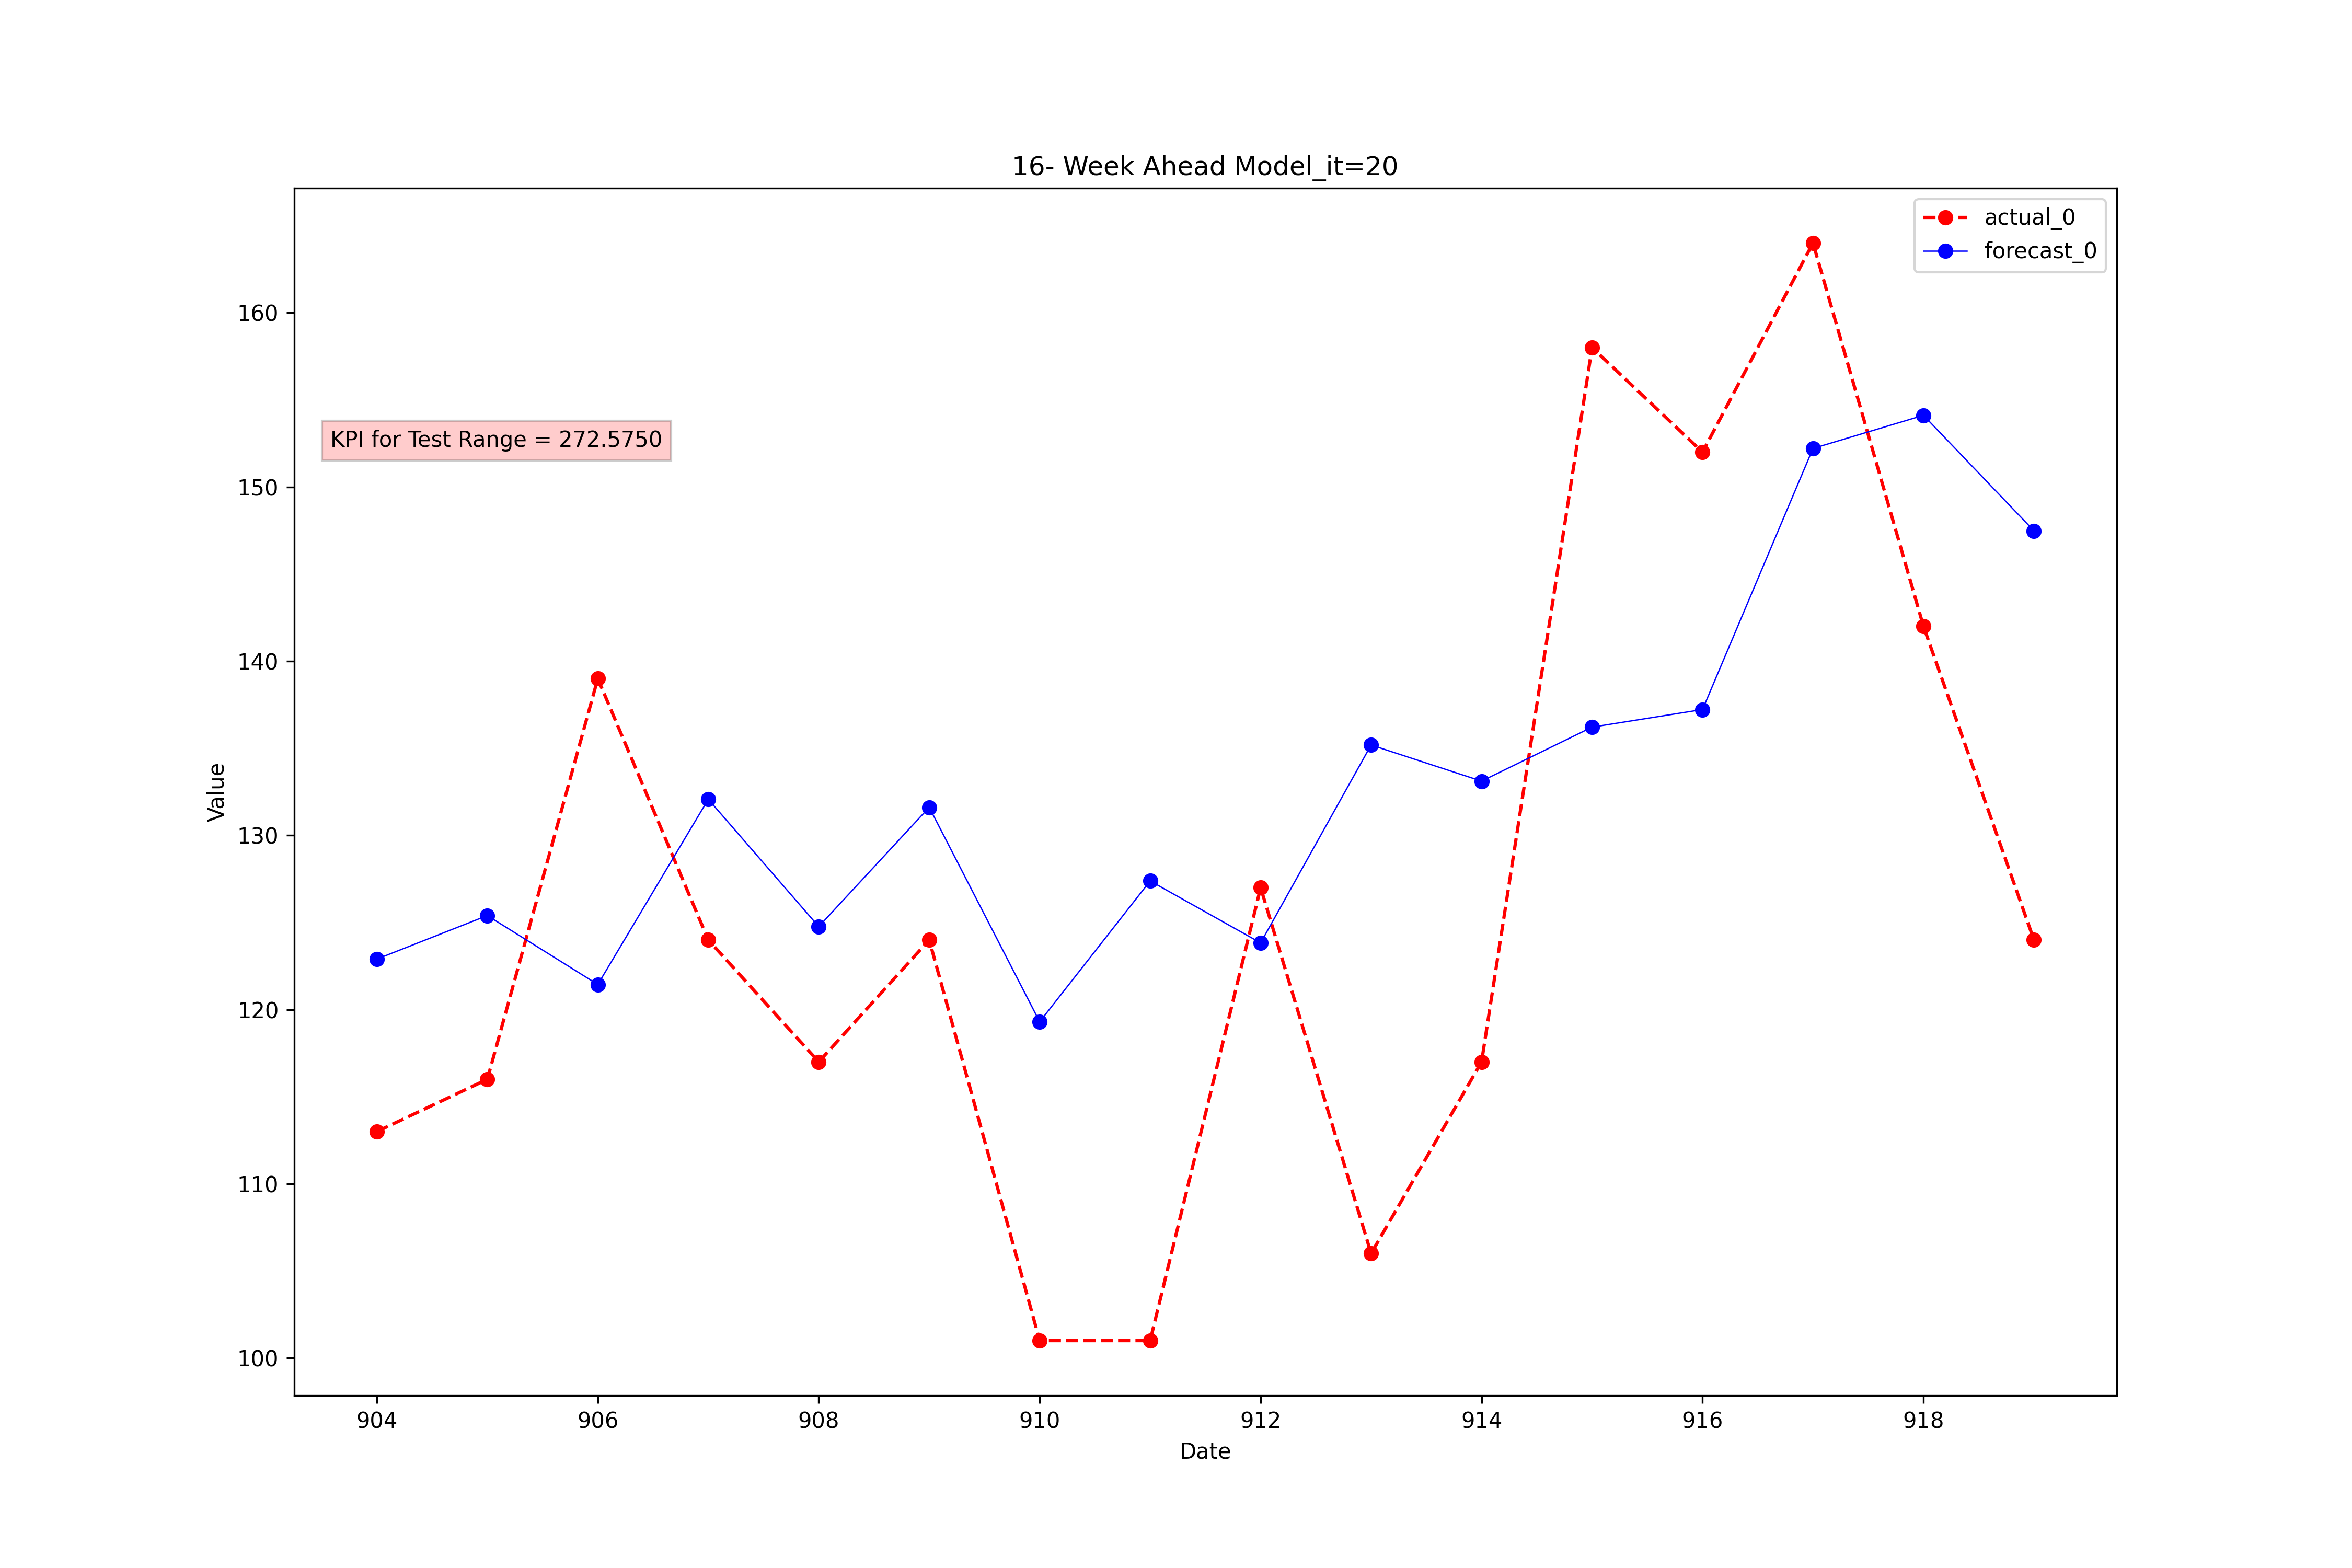 16- Week Ahead Model_it=20
actual_0
forecast_0
KPI for Test Range = 272.5750
Value
160
150
140
130
120
110
100
904 906 908 910 912 914 916 918
Date